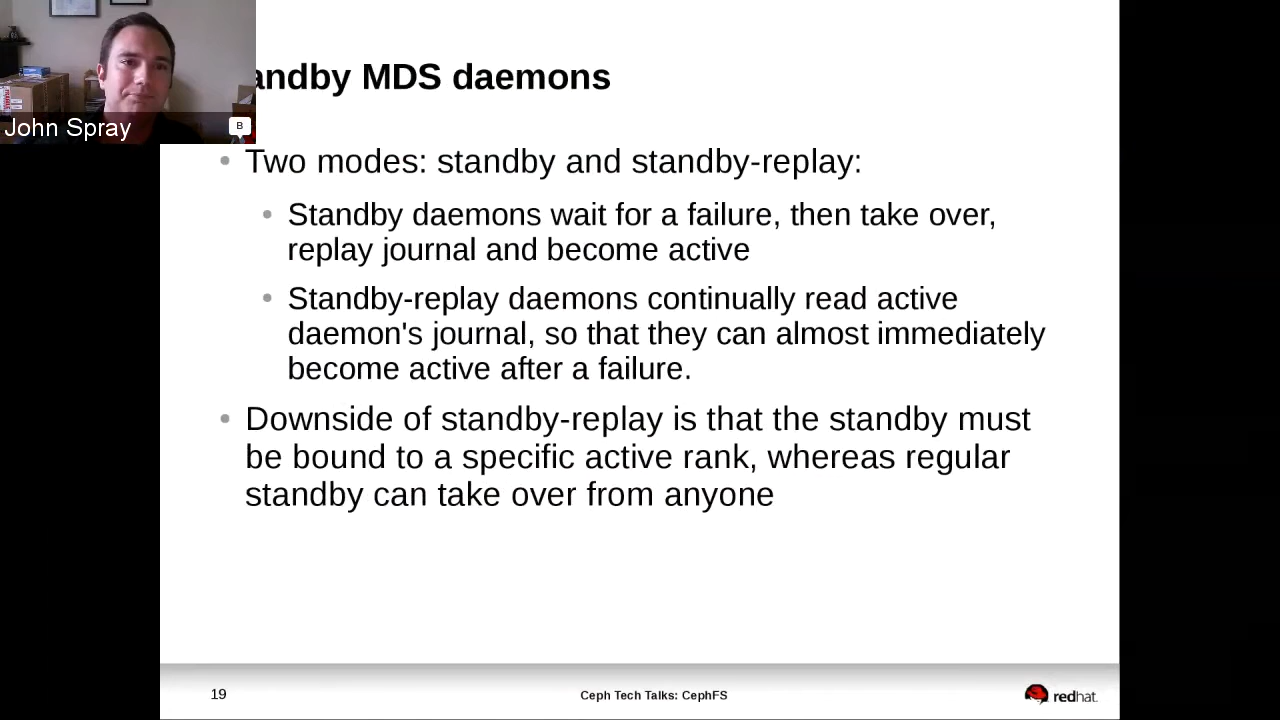 andby MDS daemons
John Spray
B
Two modes: standby and standby-replay:
Standby daemons wait for a failure, then take over,
replay journal and become active
Standby-replay daemons continually read active
daemon's journal, so that they can almost immediately
become active after a failure.
Downside of standby-replay is that the standby must
be bound to a specific active rank, whereas regular
standby can take over from anyone
19
Ceph Tech Talks: CephFS
redhat.